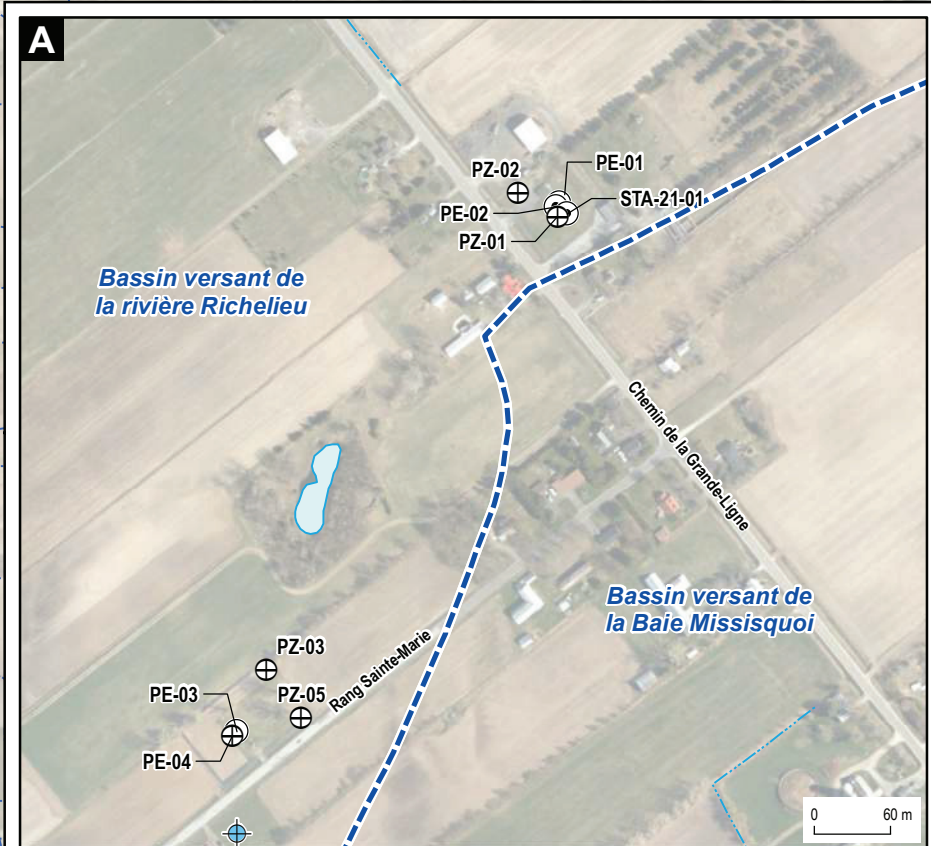 A
PZ-02
PE-01
PE-02
STA-21-01
PZ-01
Bassin versant de
la rivière Richelieu
Chemin de la Grande-Ligne
Bassin versant de
la Baie Missisquoi
PZ-03
Rang Sainte-Marie
PE-03
PZ-05
PE-04
0 60 m